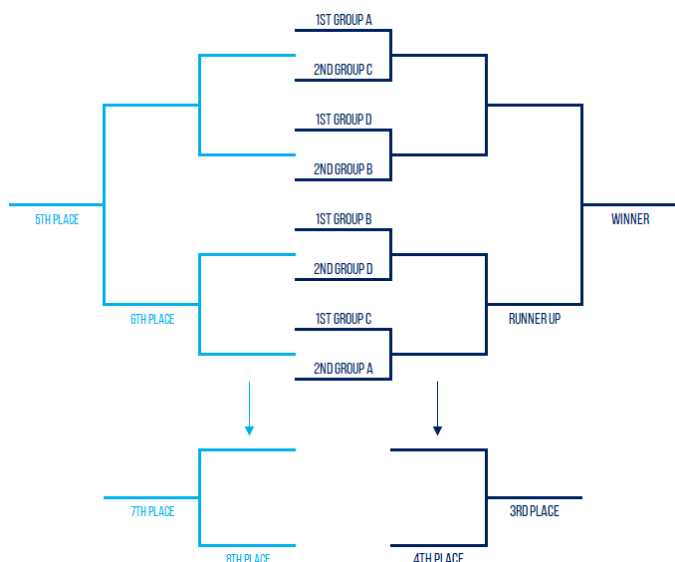 1ST GROUP A
2ND GROUP C
1ST GROUP D
2ND GROUP B
5TH PLACE
WINNER
1ST GROUP B
2ND GROUP D
6TH PLACE
1ST GROUP C
RUNNER UP
2ND GROUP A
7TH PLACE
3RD PLACE
8TH PLACE
4TH PLACE